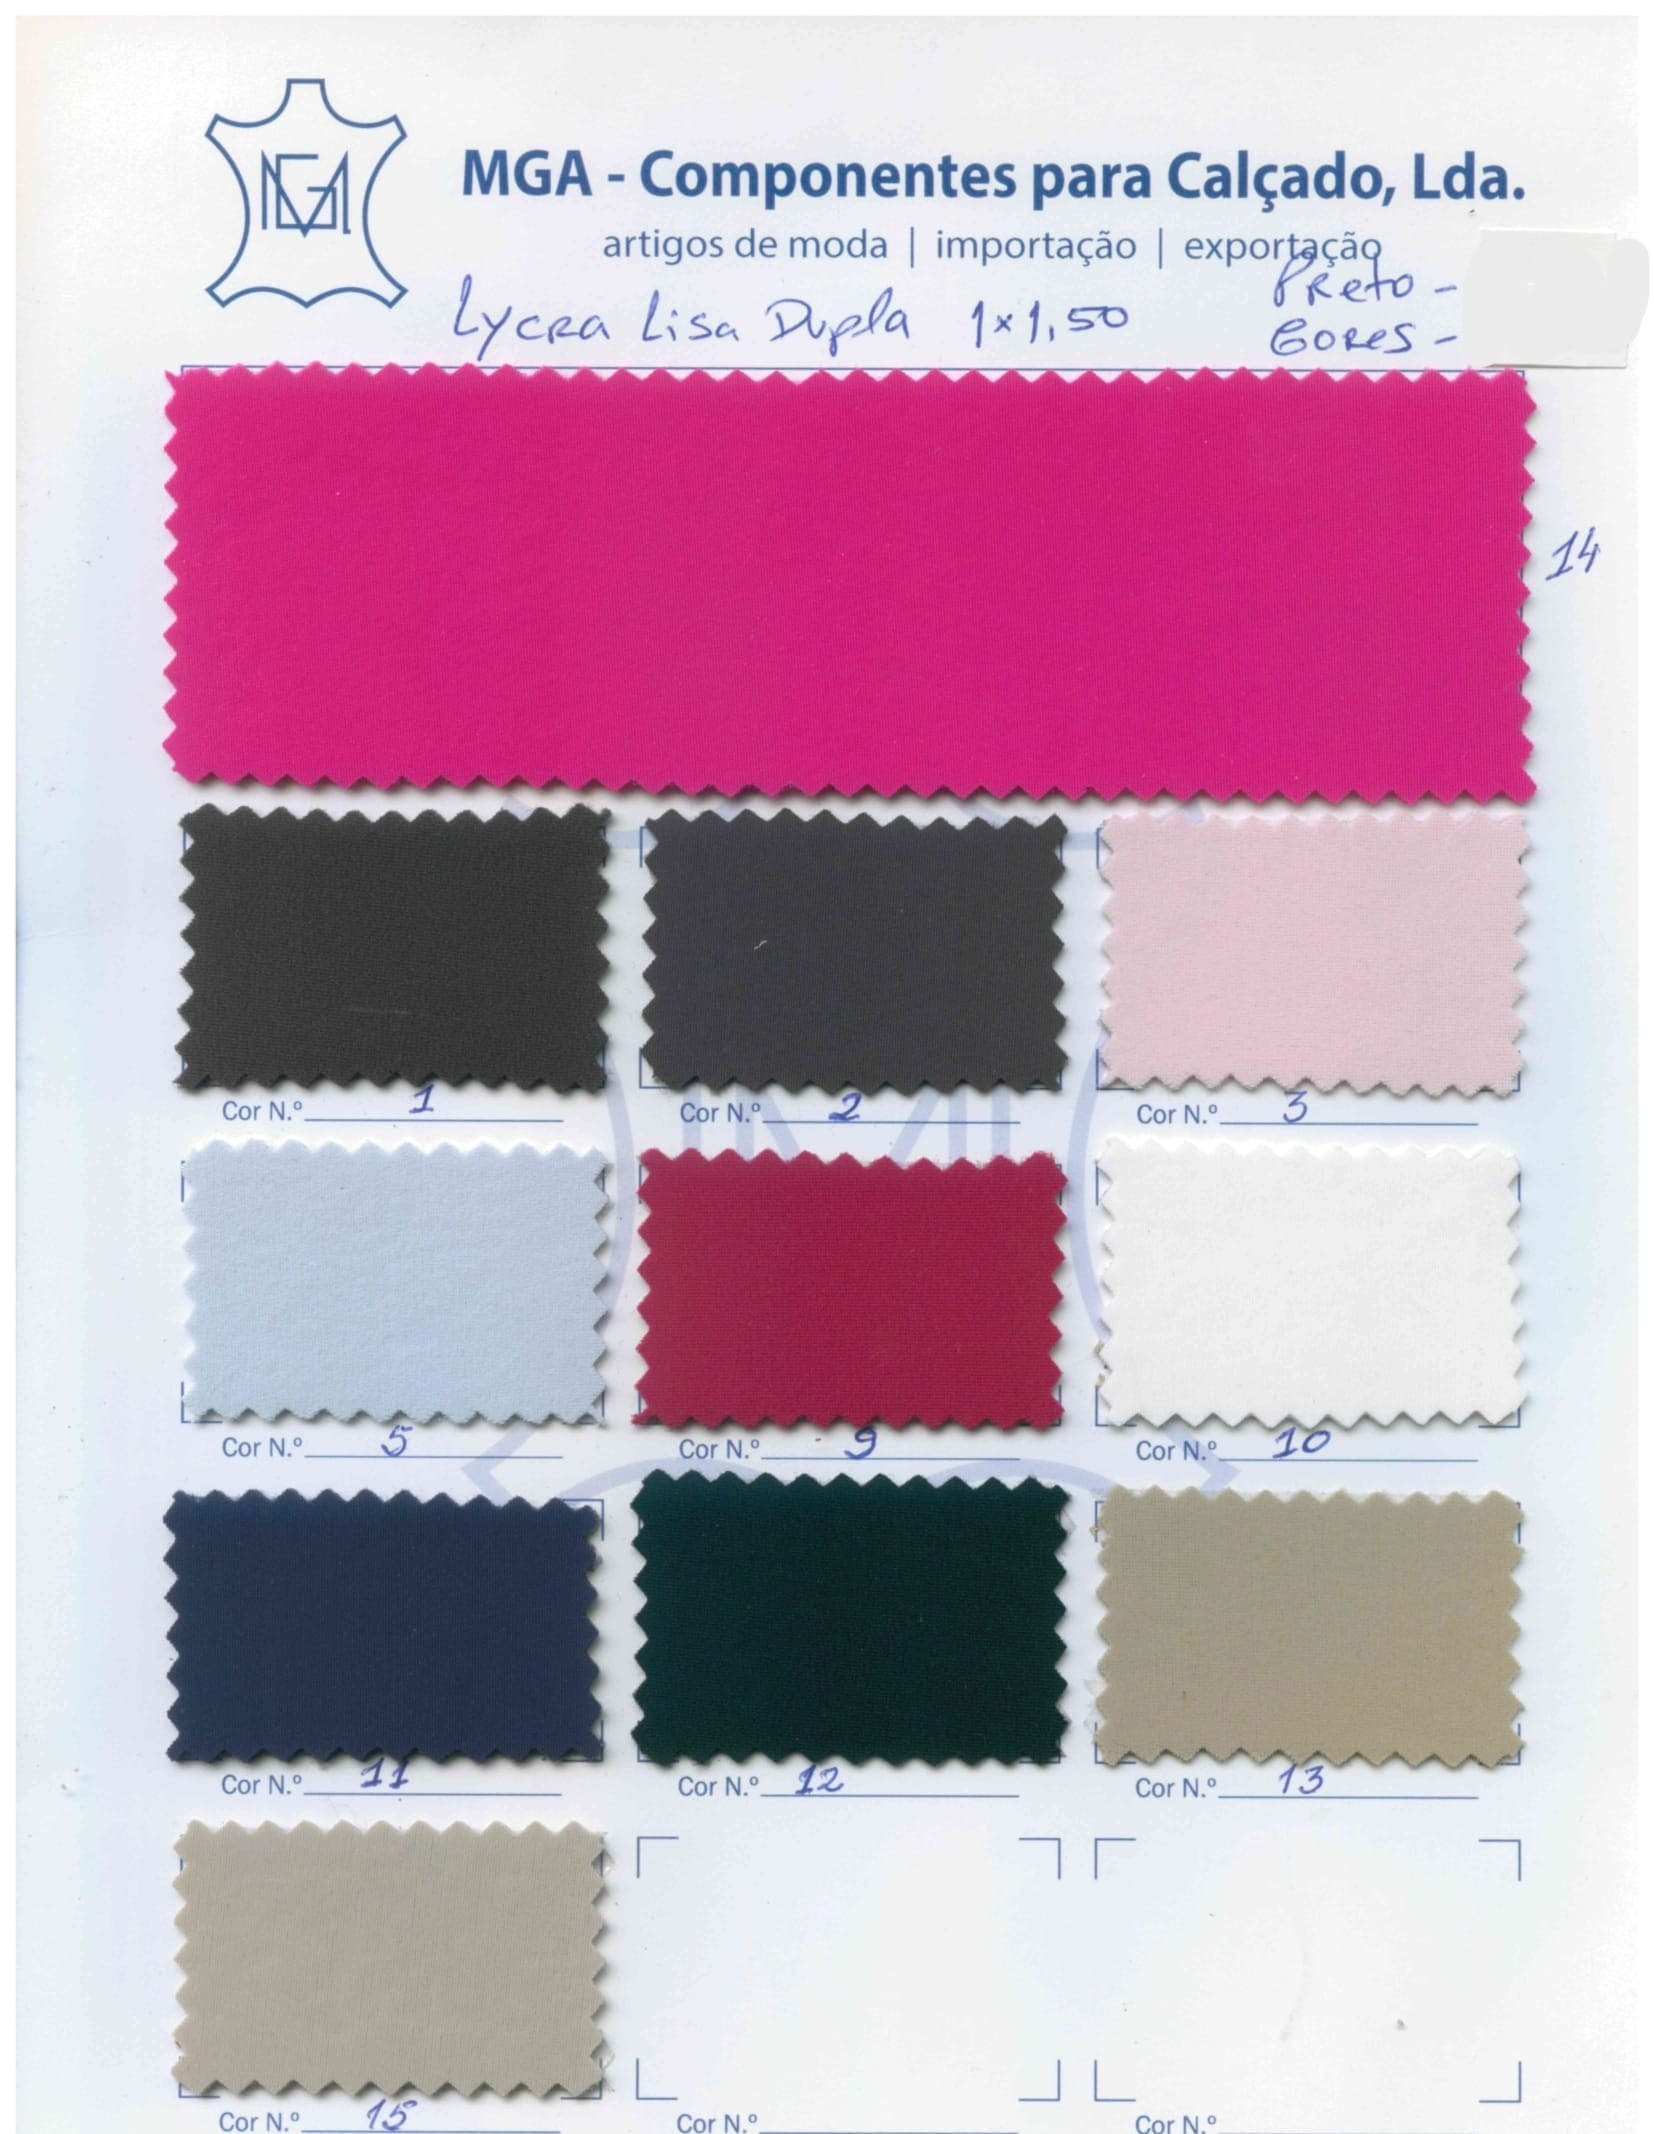 MGA
MGA - Componentes para Calçado, Lda.
artigos de moda | importação | exportação
Preto -
Lycra Lisa Dupla 1x1,50
Cores -
14
Cor N.º 1
Cor N.º 2
Cor N.º 3
Cor N.º 5
Cor N.º 9
Cor N.º 10
Cor N.º 11
Cor N.º 12
Cor N.º 13
Cor N.º 15
Cor N.º
Cor N.º